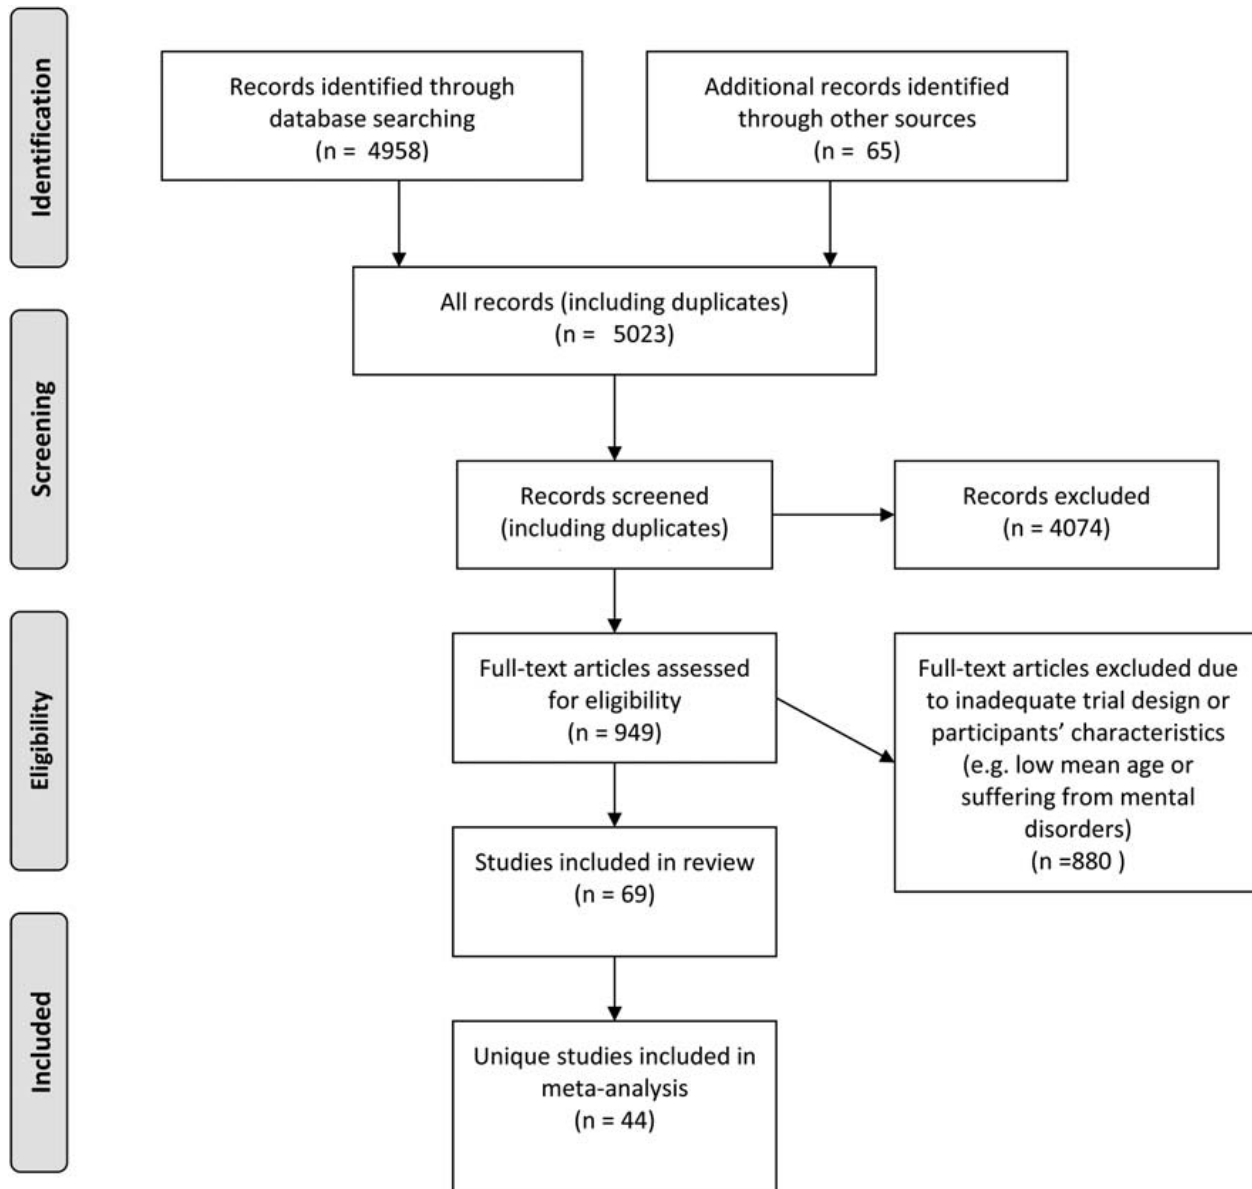 Identification
Records identified through
database searching
(n = 4958)
Additional records identified
through other sources
(n = 65)
All records (including duplicates)
(n = 5023)
Screening
Records screened
(including duplicates)
Records excluded
(n = 4074)
Eligibility
Full-text articles assessed
for eligibility
(n = 949)
Full-text articles excluded due
to inadequate trial design or
participants’ characteristics
(e.g. low mean age or
suffering from mental
disorders)
(n =880 )
Studies included in review
(n = 69)
Included
Unique studies included in
meta-analysis
(n = 44)